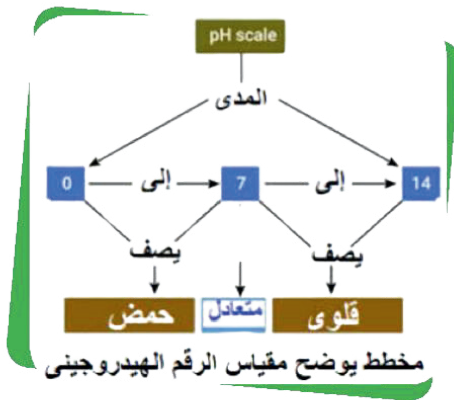 pH scale
المدى
0 إلى 7 إلى 14
يصف يصف
حمض متعادل قلوى
مخطط يوضح مقياس الرقم الهيدروجينى